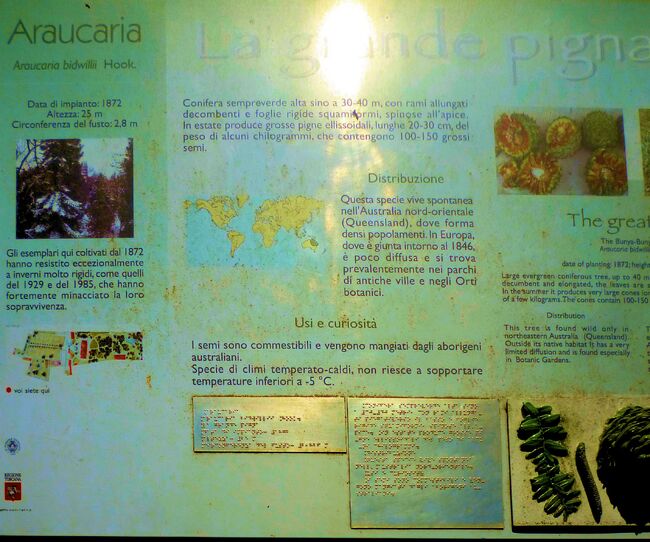 Araucaria
Araucaria bidwillii Hook.
Data di impianto: 1872
Altezza: 25 m
Circonferenza del fusto: 2,8 m
Gli esemplari qui coltivati dal 1872
hanno resistito eccezionalmente
a inverni molto rigidi, come quelli
del 1929 e del 1985, che hanno
fortemente minacciato la loro
sopravvivenza.
voi siete qui
REGIONE
TOSCANA
La grande pigna
Conifera sempreverde alta sino a 30-40 m, con rami allungati
decombenti e foglie rigide squamiformi, spinose all'apice.
In estate produce grosse pigne ellissoidali, lunghe 20-30 cm, del
peso di alcuni chilogrammi, che contengono 100-150 grossi
semi.
Distribuzione
Questa specie vive spontanea
nell'Australia nord-orientale
(Queensland), dove forma
densi popolamenti. In Europa,
dove è giunta intorno al 1846,
è poco diffusa e si trova
prevalentemente nei parchi
di antiche ville e negli Orti
botanici.
Usi e curiosità
I semi sono commestibili e vengono mangiati dagli aborigeni
australiani.
Specie di climi temperato-caldi, non riesce a sopportare
temperature inferiori a -5 °C.
The great
The Bunya-Bun
Araucaria bidwil
date of planting: 1872; heigh
Large evergreen coniferous tree, up to 40 m
decumbent and elongated, the leaves are
In the summer it produces very large cones
of a few kilograms. The cones contain 100-150
Distribution
This tree is found wild only in
northeastern Australia (Queensland).
Outside its native habitat it has a very
limited diffusion and is found especially
in Botanic Gardens.